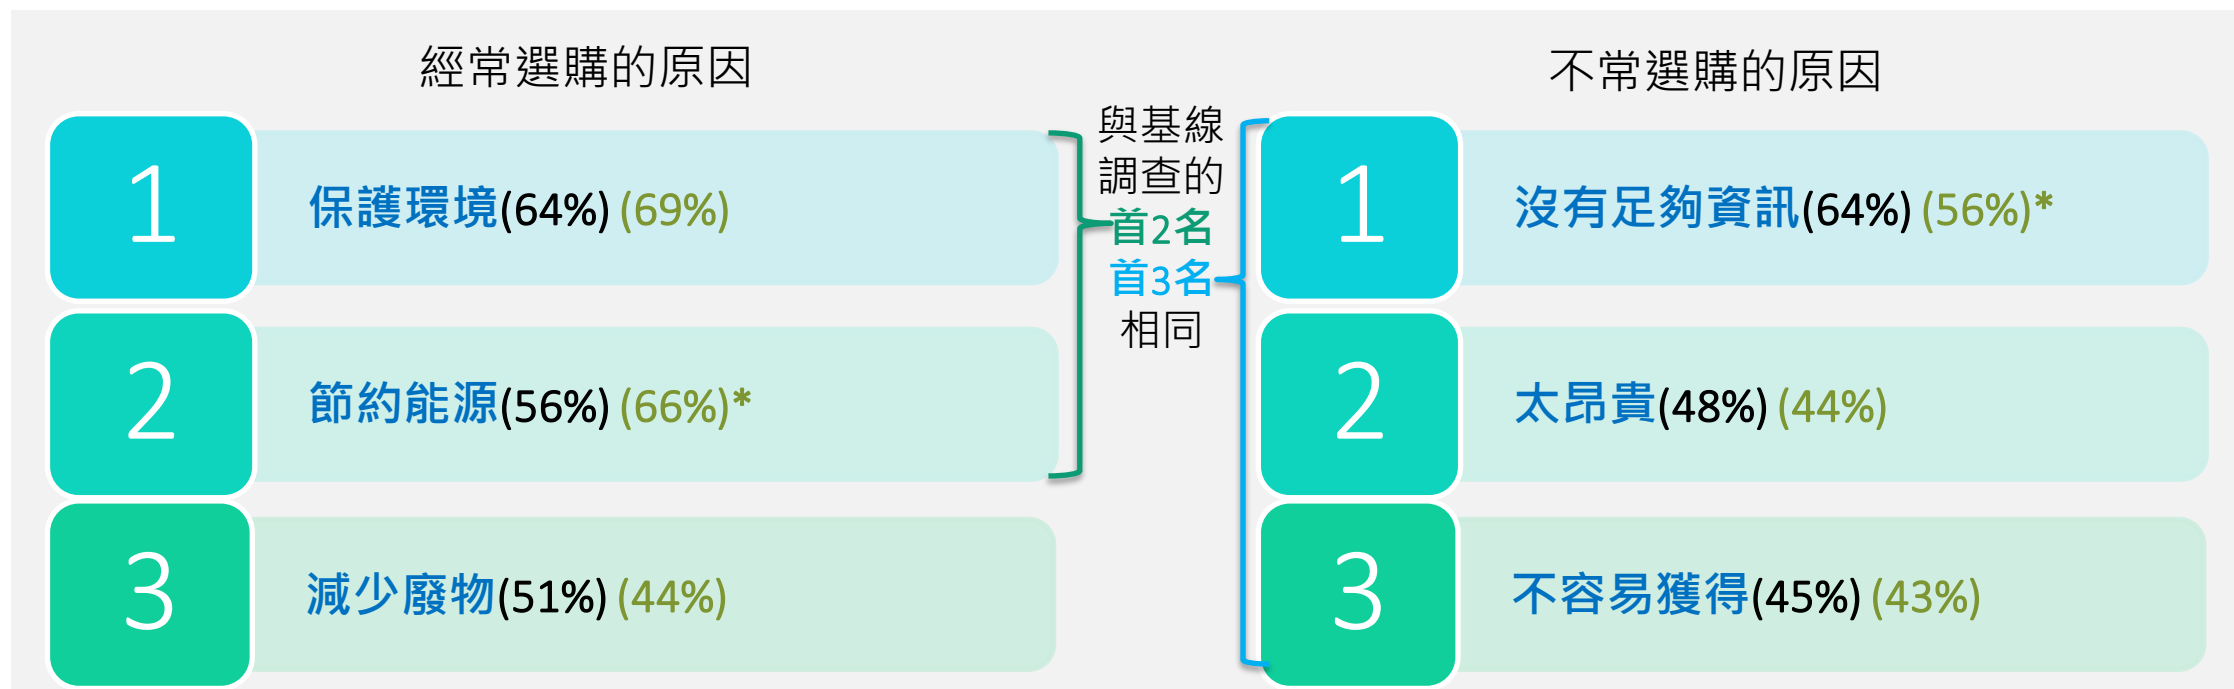 經常選購的原因
1
保護環境(64%) (69%)
2
節約能源(56%) (66%)*
3
減少廢物(51%) (44%)
與基線
調查的
首2名
首3名
相同
不常選購的原因
1
沒有足夠資訊(64%) (56%)*
2
太昂貴(48%) (44%)
3
不容易獲得(45%) (43%)